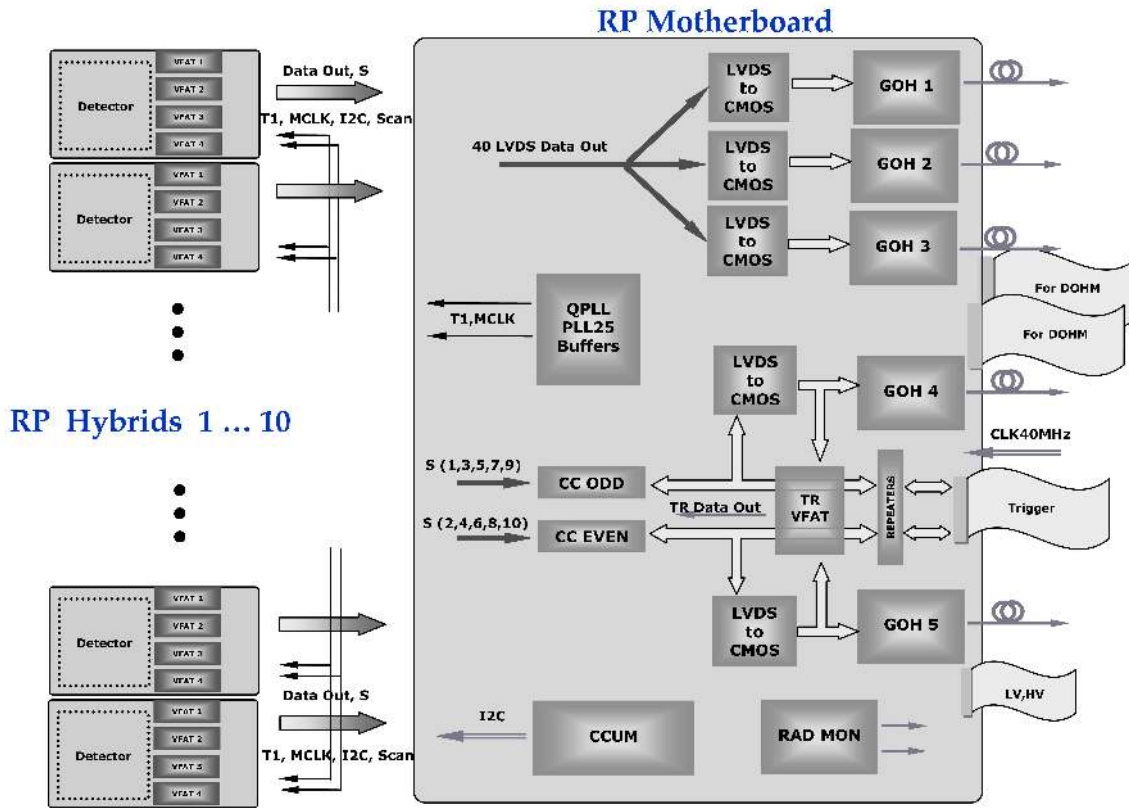 RP Motherboard
VFAT 1
VFAT 2
VFAT 3
VFAT 4
Detector
Data Out, S
T1, MCLK, I2C, Scan
VFAT 1
VFAT 2
VFAT 3
VFAT 4
Detector
RP Hybrids 1 ... 10
VFAT 1
VFAT 2
VFAT 3
VFAT 4
Detector
Data Out, S
T1, MCLK, I2C, Scan
VFAT 1
VFAT 2
VFAT 3
VFAT 4
Detector
40 LVDS Data Out
LVDS
to
CMOS
GOH 1
LVDS
to
CMOS
GOH 2
LVDS
to
CMOS
GOH 3
For DOHM
For DOHM
T1,MCLK
QPLL
PLL25
Buffers
LVDS
to
CMOS
GOH 4
CLK40MHz
S (1,3,5,7,9)
CC ODD
TR Data Out
TR
VFAT
REPEATERS
Trigger
S (2,4,6,8,10)
CC EVEN
LVDS
to
CMOS
GOH 5
LV,HV
I2C
CCUM
RAD MON